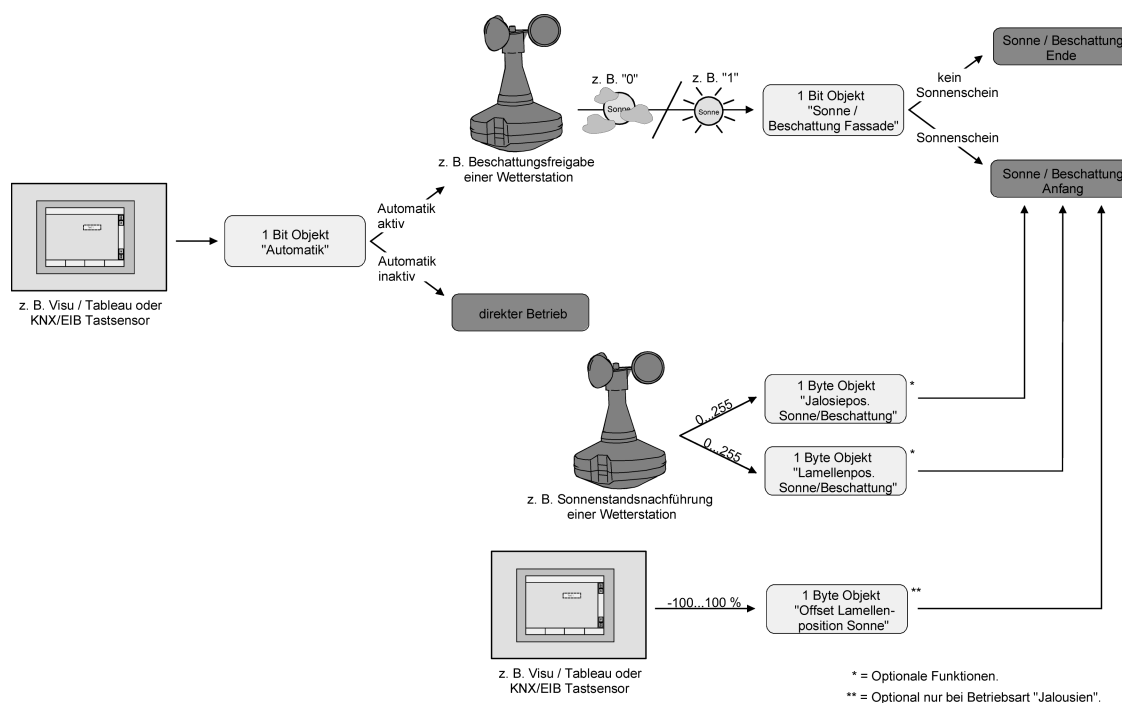 z. B. "0"
z. B. "1"
Sonne
Sonne
1 Bit Objekt
"Sonne /
Beschattung Fassade"
kein
Sonnenschein
Sonnenschein
Sonne / Beschattung
Ende
Sonne / Beschattung
Anfang
z. B. Beschattungsfreigabe
einer Wetterstation
1 Bit Objekt
"Automatik"
Automatik
aktiv
Automatik
inaktiv
direkter Betrieb
z. B. Visu / Tableau oder
KNX/EIB Tastsensor
0...255
0...255
1 Byte Objekt
"Jalosiepos.
Sonne/Beschattung"
*
1 Byte Objekt
"Lamellenpos.
Sonne/Beschattung"
*
z. B. Sonnenstandsnachführung
einer Wetterstation
-100...100 %
1 Byte Objekt
"Offset Lamellen-
position Sonne"
**
z. B. Visu / Tableau oder
KNX/EIB Tastsensor
* = Optionale Funktionen.
** = Optional nur bei Betriebsart "Jalousien".